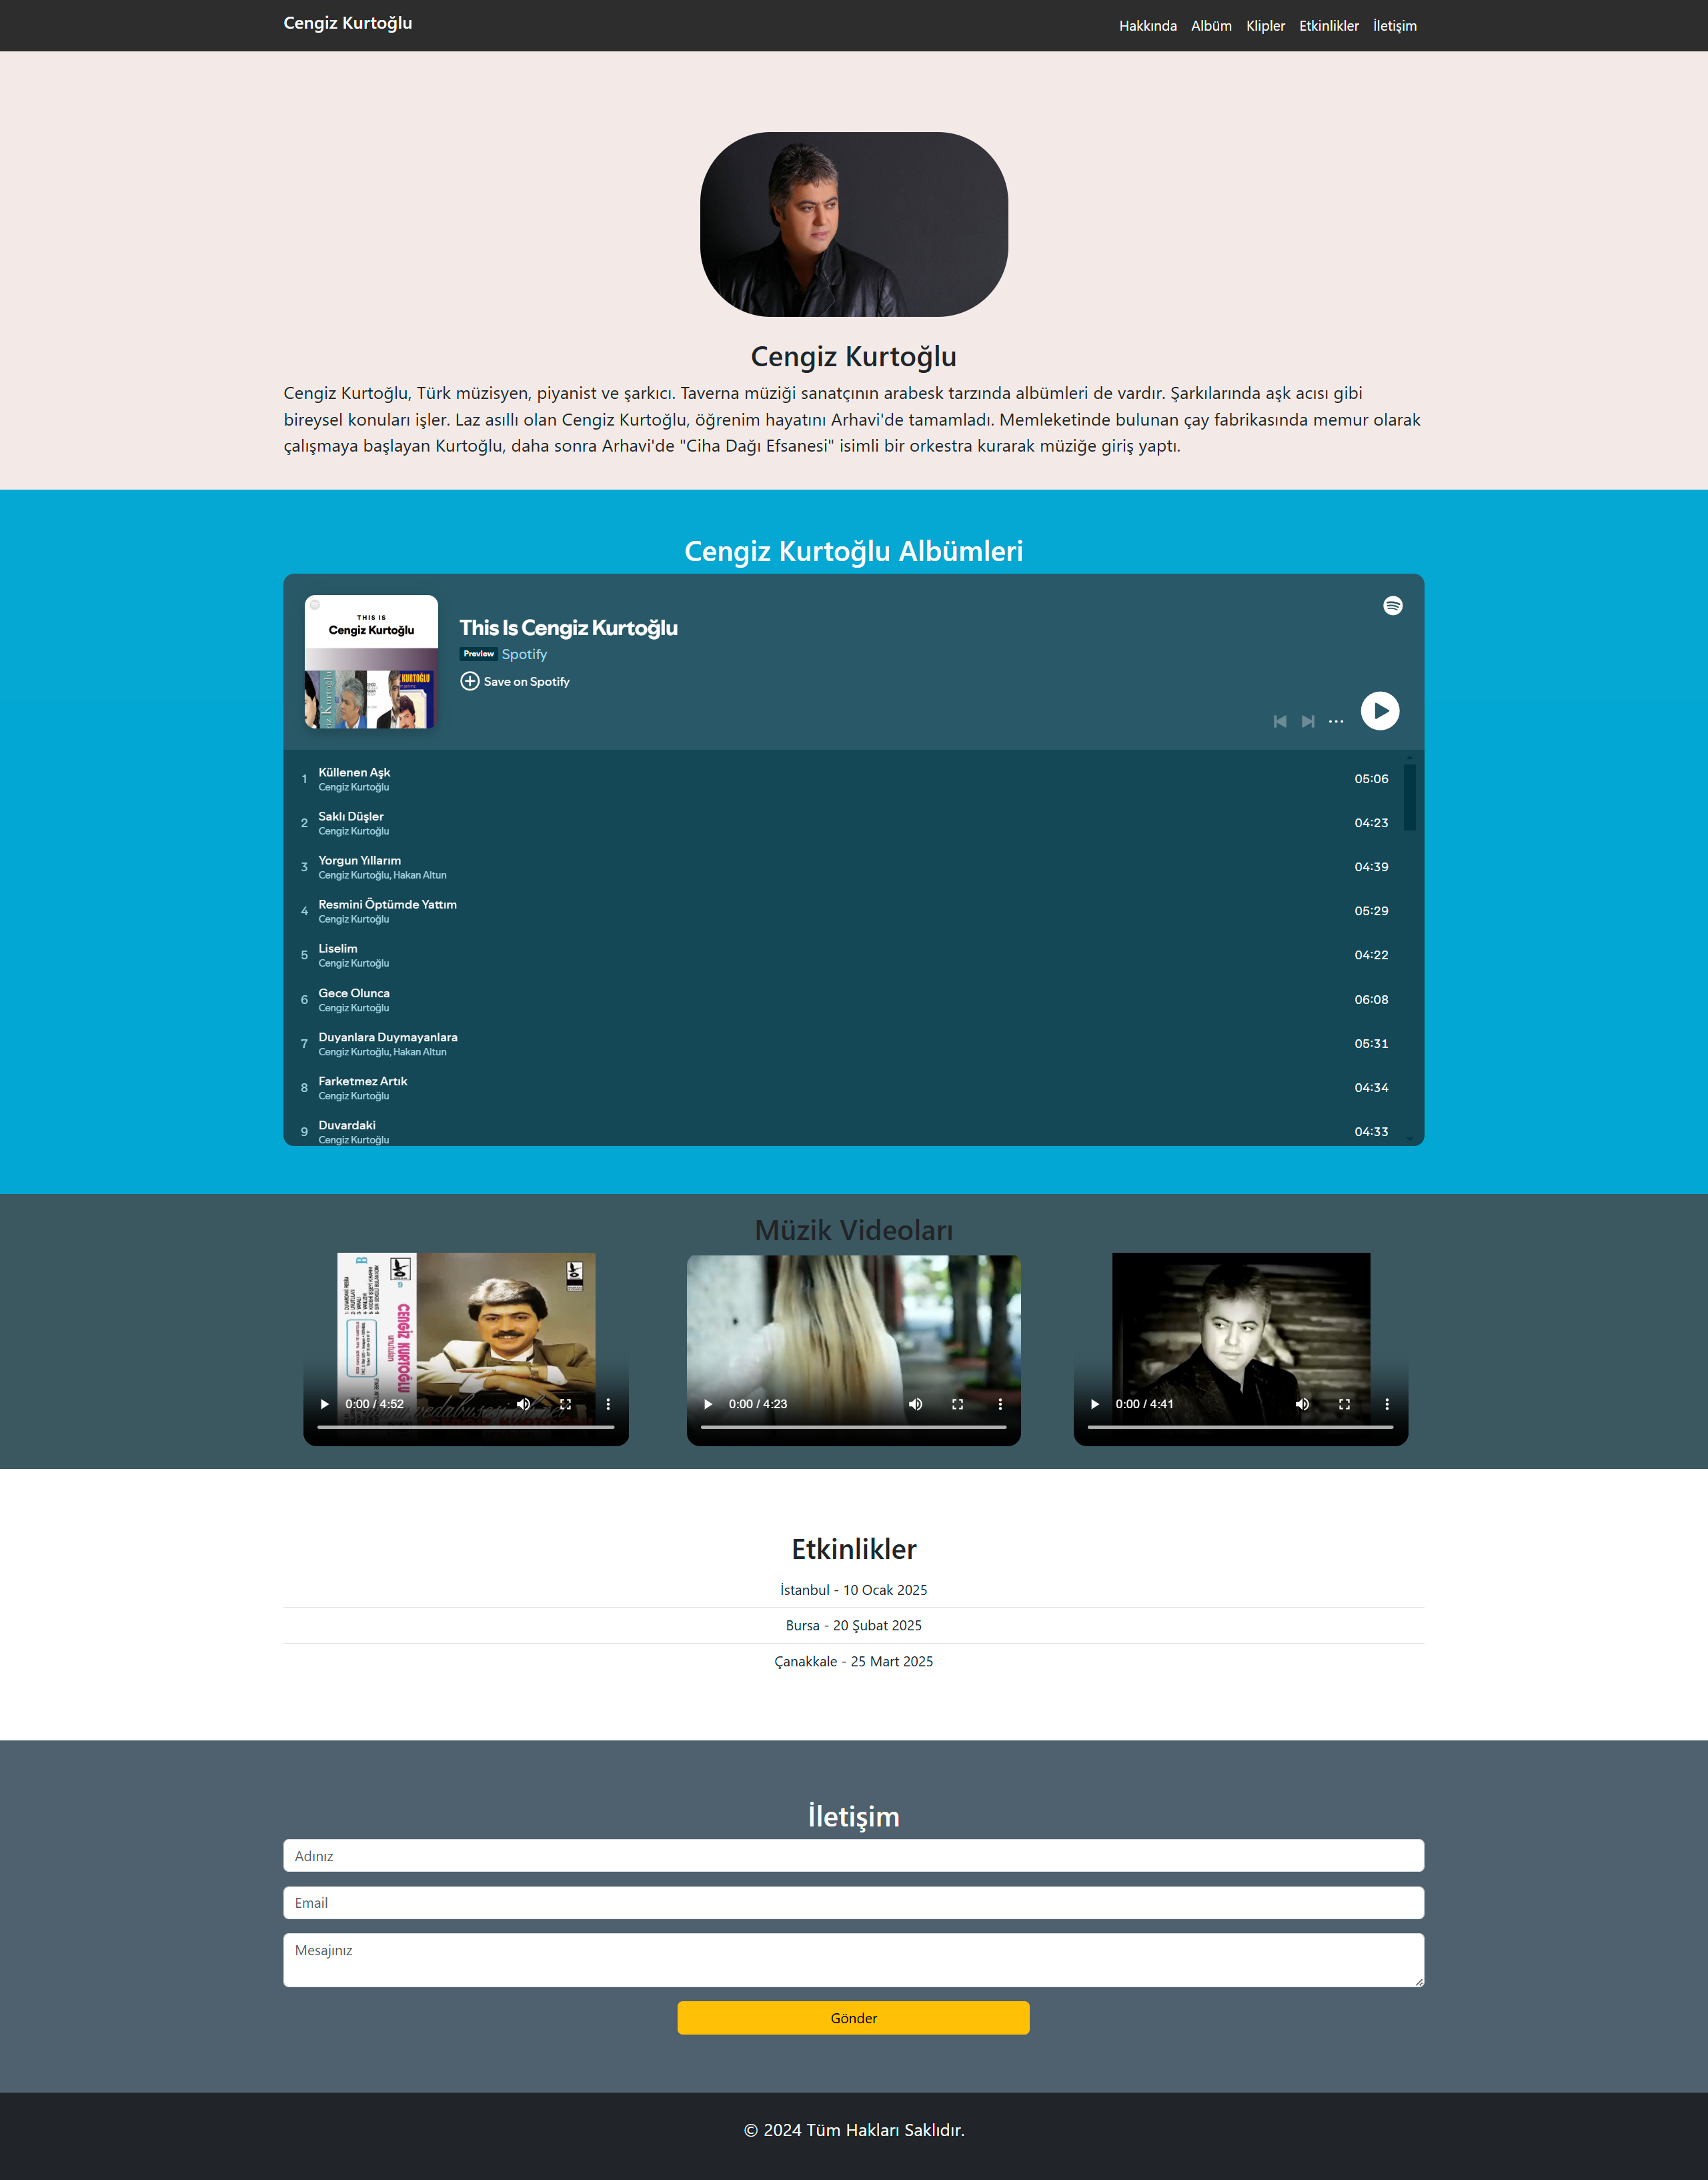 Cengiz Kurtoğlu
Hakkında Albüm Klipler Etkinlikler İletişim
Cengiz Kurtoğlu
Cengiz Kurtoğlu, Türk müzisyen, piyanist ve şarkıcı. Taverna müziği sanatçının arabesk tarzında albümleri de vardır. Şarkılarında aşk acısı gibi
bireysel konuları işler. Laz asıllı olan Cengiz Kurtoğlu, öğrenim hayatını Arhavi'de tamamladı. Memleketinde bulunan çay fabrikasında memur olarak
çalışmaya başlayan Kurtoğlu, daha sonra Arhavi'de "Ciha Dağı Efsanesi" isimli bir orkestra kurarak müziğe giriş yaptı.
Cengiz Kurtoğlu Albümleri
THIS IS
Cengiz Kurtoğlu
KURTOĞLU
This Is Cengiz Kurtoğlu
Preview Spotify
Save on Spotify
1 Küllenen Aşk 05:06
Cengiz Kurtoğlu
2 Saklı Düşler 04:23
Cengiz Kurtoğlu
3 Yorgun Yıllarım 04:39
Cengiz Kurtoğlu, Hakan Altun
4 Resmini Öptümde Yattım 05:29
Cengiz Kurtoğlu
5 Liselim 04:22
Cengiz Kurtoğlu
6 Gece Olunca 06:08
Cengiz Kurtoğlu
7 Duyanlara Duymayanlara 05:31
Cengiz Kurtoğlu, Hakan Altun
8 Farketmez Artık 04:34
Cengiz Kurtoğlu
9 Duvardaki 04:33
Cengiz Kurtoğlu
Müzik Videoları
B
9
CENGİZ KURTOĞLU
unutulan
0:00 / 4:52
0:00 / 4:23
0:00 / 4:41
Etkinlikler
İstanbul - 10 Ocak 2025
Bursa - 20 Şubat 2025
Çanakkale - 25 Mart 2025
İletişim
Adınız
Email
Mesajınız
Gönder
© 2024 Tüm Hakları Saklıdır.